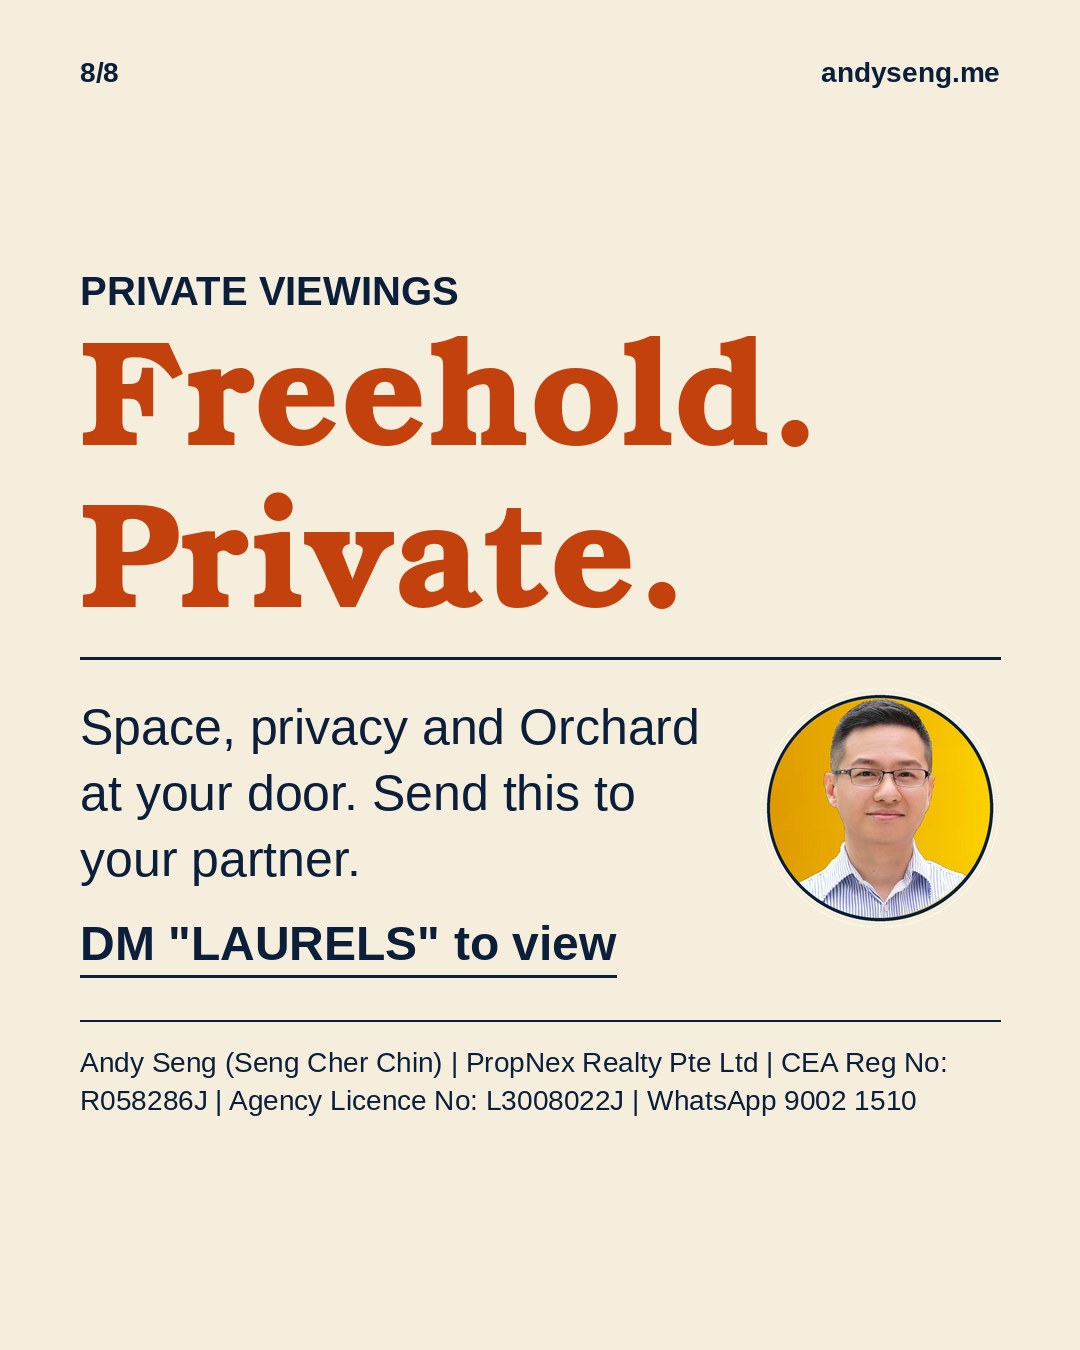 8/8
andyseng.me
PRIVATE VIEWINGS
Freehold.
Private.
Space, privacy and Orchard
at your door. Send this to
your partner.
DM "LAURELS" to view
Andy Seng (Seng Cher Chin) | PropNex Realty Pte Ltd | CEA Reg No:
R058286J | Agency Licence No: L3008022J | WhatsApp 9002 1510